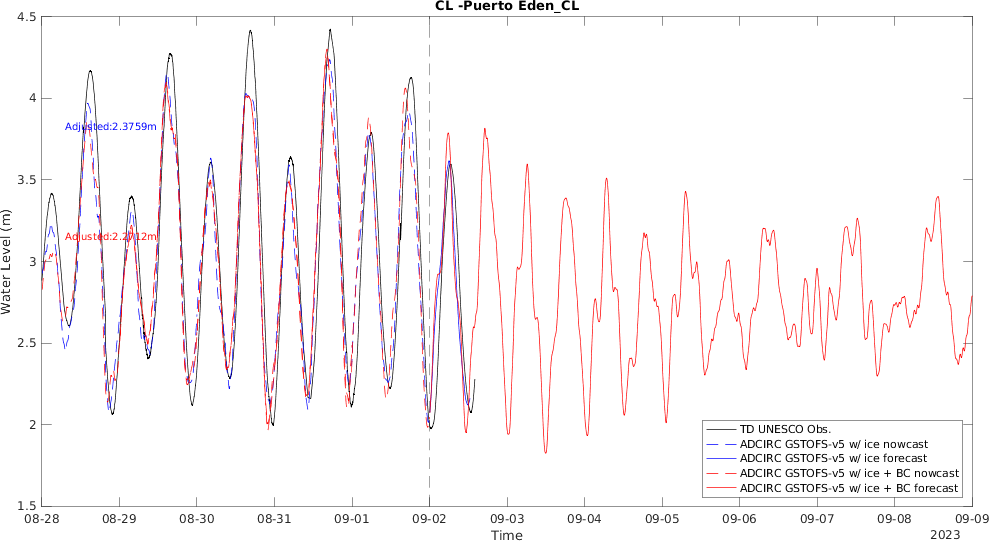 CL -Puerto Eden_CL
4.5
4
3.5
3
2.5
2
1.5
Water Level (m)
Adjusted:2.3759m
Adjusted:2.2712m
TD UNESCO Obs.
ADCIRC GSTOFS-v5 w/ ice nowcast
ADCIRC GSTOFS-v5 w/ ice forecast
ADCIRC GSTOFS-v5 w/ ice + BC nowcast
ADCIRC GSTOFS-v5 w/ ice + BC forecast
08-28 08-29 08-30 08-31 09-01 09-02 09-03 09-04 09-05 09-06 09-07 09-08 09-09
Time
2023